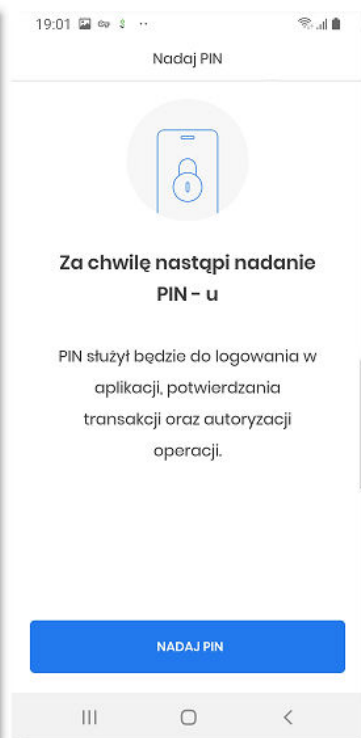 19:01
Nadaj PIN
Za chwilę nastąpi nadanie
PIN - u
PIN służył będzie do logowania w
aplikacji, potwierdzania
transakcji oraz autoryzacji
operacji.
NADAJ PIN